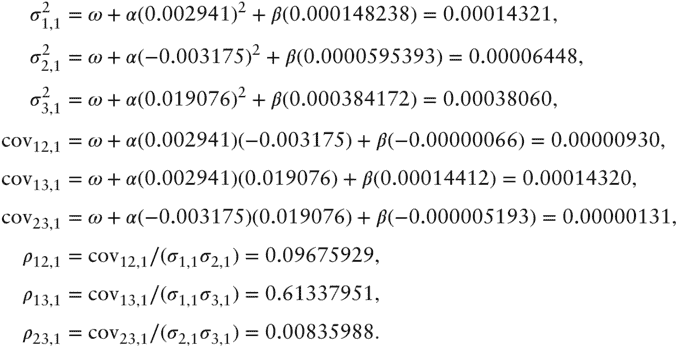 σ²₁,₁ = ω + α(0.002941)² + β(0.000148238) = 0.00014321,
σ²₂,₁ = ω + α(−0.003175)² + β(0.0000595393) = 0.00006448,
σ²₃,₁ = ω + α(0.019076)² + β(0.000384172) = 0.00038060,
cov₁₂,₁ = ω + α(0.002941)(−0.003175) + β(−0.00000066) = 0.00000930,
cov₁₃,₁ = ω + α(0.002941)(0.019076) + β(0.00014412) = 0.00014320,
cov₂₃,₁ = ω + α(−0.003175)(0.019076) + β(−0.000005193) = 0.00000131,
ρ₁₂,₁ = cov₁₂,₁/(σ₁,₁σ₂,₁) = 0.09675929,
ρ₁₃,₁ = cov₁₃,₁/(σ₁,₁σ₃,₁) = 0.61337951,
ρ₂₃,₁ = cov₂₃,₁/(σ₂,₁σ₃,₁) = 0.00835988.